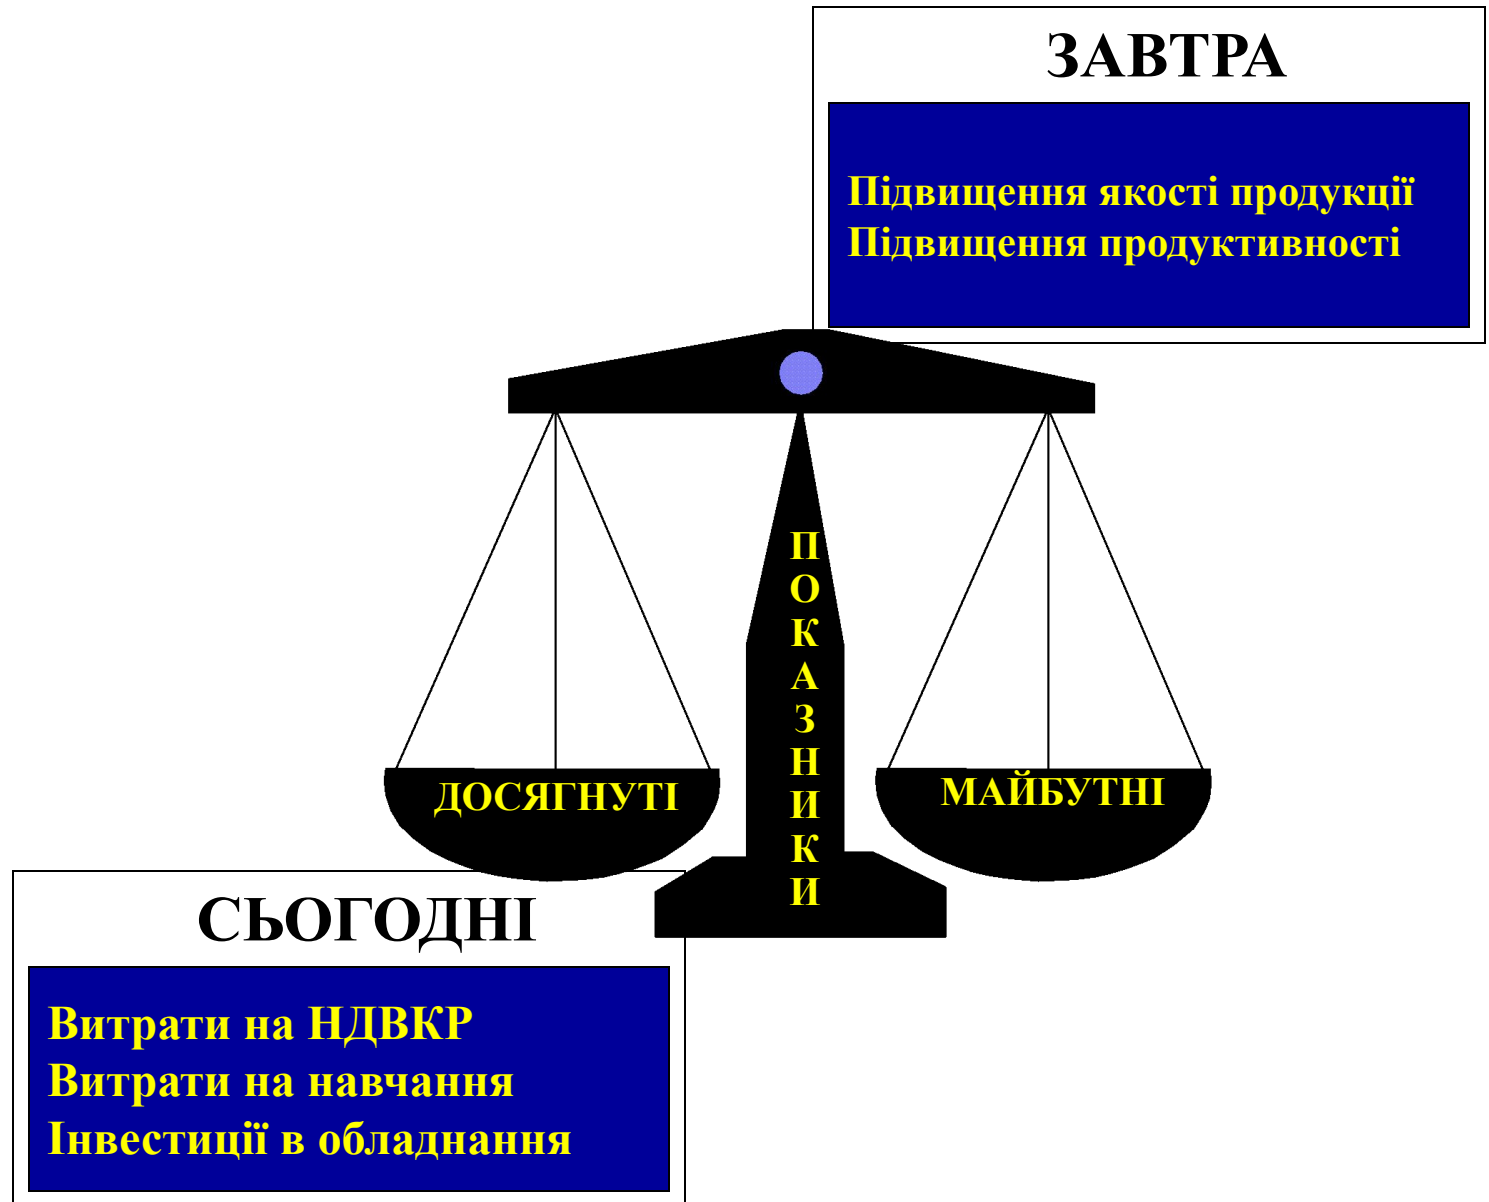 ЗАВТРА
Підвищення якості продукції
Підвищення продуктивності
ПОКАЗНИКИ
ДОСЯГНУТІ
МАЙБУТНІ
СЬОГОДНІ
Витрати на НДВКР
Витрати на навчання
Інвестиції в обладнання